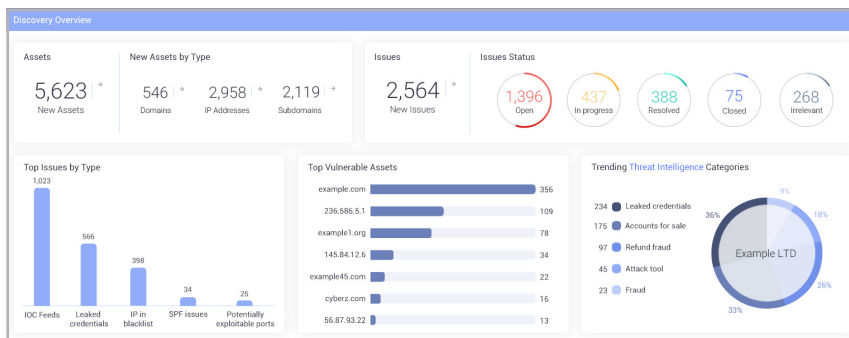 Discovery Overview
Assets
5,623
New Assets
New Assets by Type
546
Domains
2,958
IP Addresses
2,119
Subdomains
Issues
2,564
New Issues
Issues Status
1,396
Open
437
In progress
388
Resolved
75
Closed
268
Irrelevant
Top Issues by Type
1,023
566
398
34
25
IOC Feeds
Leaked
credentials
IP in
blacklist
SPF issues
Potentially
exploitable ports
Top Vulnerable Assets
example.com 356
236.586.5.1 109
example1.org 78
145.84.12.6 34
example45.com 22
cyberz.com 16
56.87.93.22 13
Trending Threat Intelligence Categories
234 Leaked credentials
175 Accounts for sale
97 Refund fraud
45 Attack tool
23 Fraud
9%
18%
36%
Example LTD
26%
33%